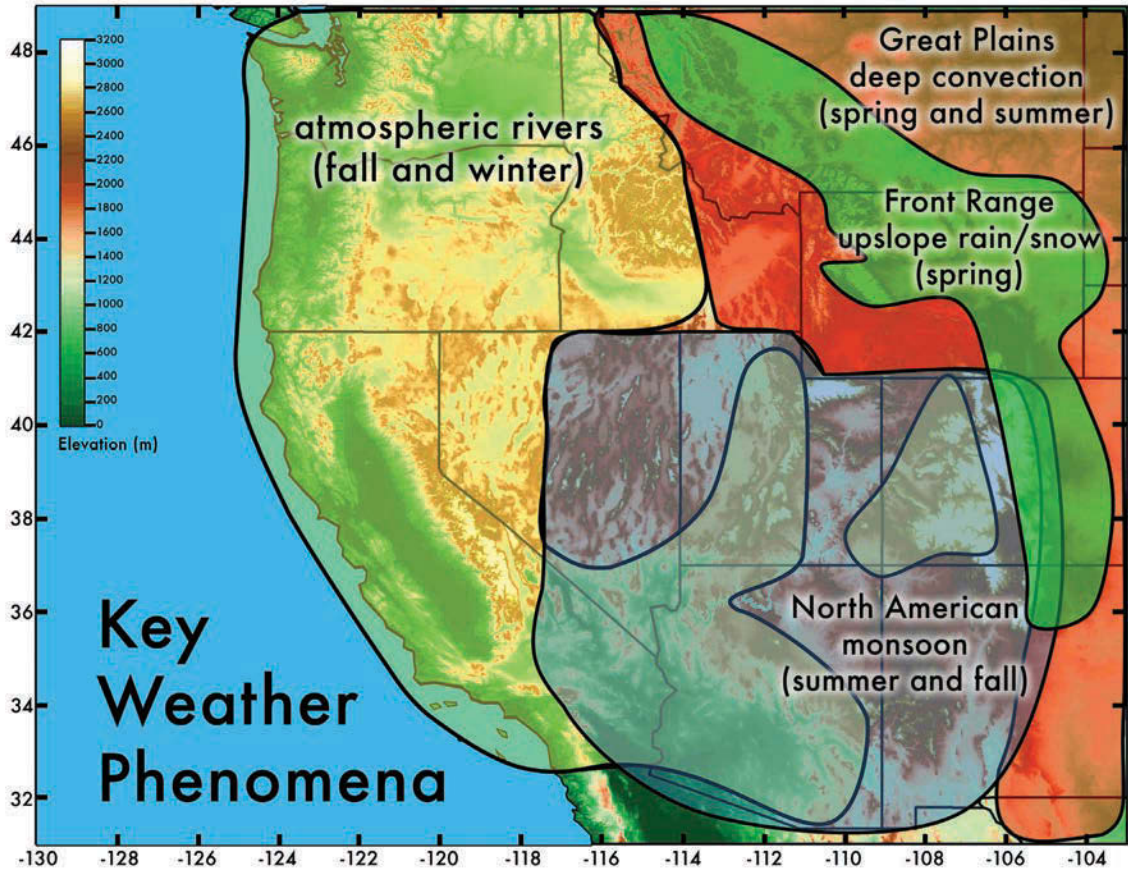 48
46
44
42
40
38
36
34
32
3200
3000
2800
2600
2400
2200
2000
1800
1600
1400
1200
1000
800
600
400
200
0
Elevation (m)
atmospheric rivers
(fall and winter)
Great Plains
deep convection
(spring and summer)
Front Range
upslope rain/snow
(spring)
North American
monsoon
(summer and fall)
Key
Weather
Phenomena
-130 -128 -126 -124 -122 -120 -118 -116 -114 -112 -110 -108 -106 -104